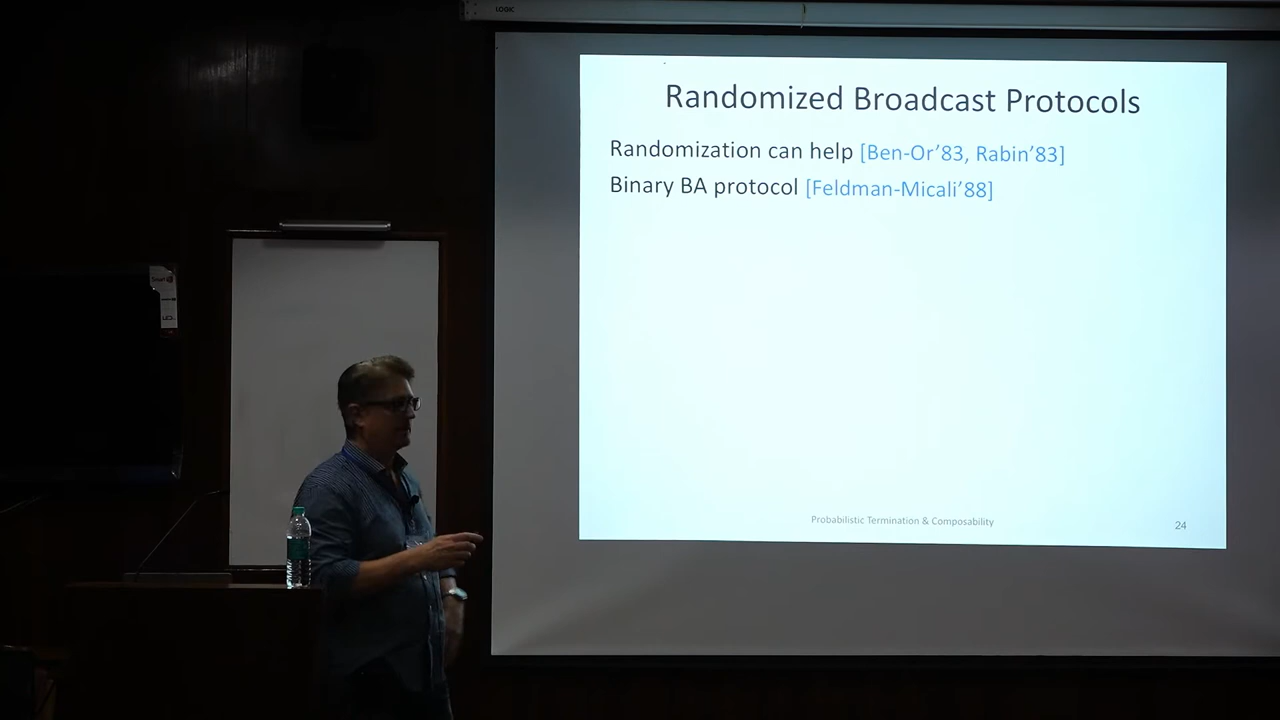 LOGIC
Randomized Broadcast Protocols
Randomization can help [Ben-Or’83, Rabin’83]
Binary BA protocol [Feldman-Micali’88]
Probabilistic Termination & Composability
24